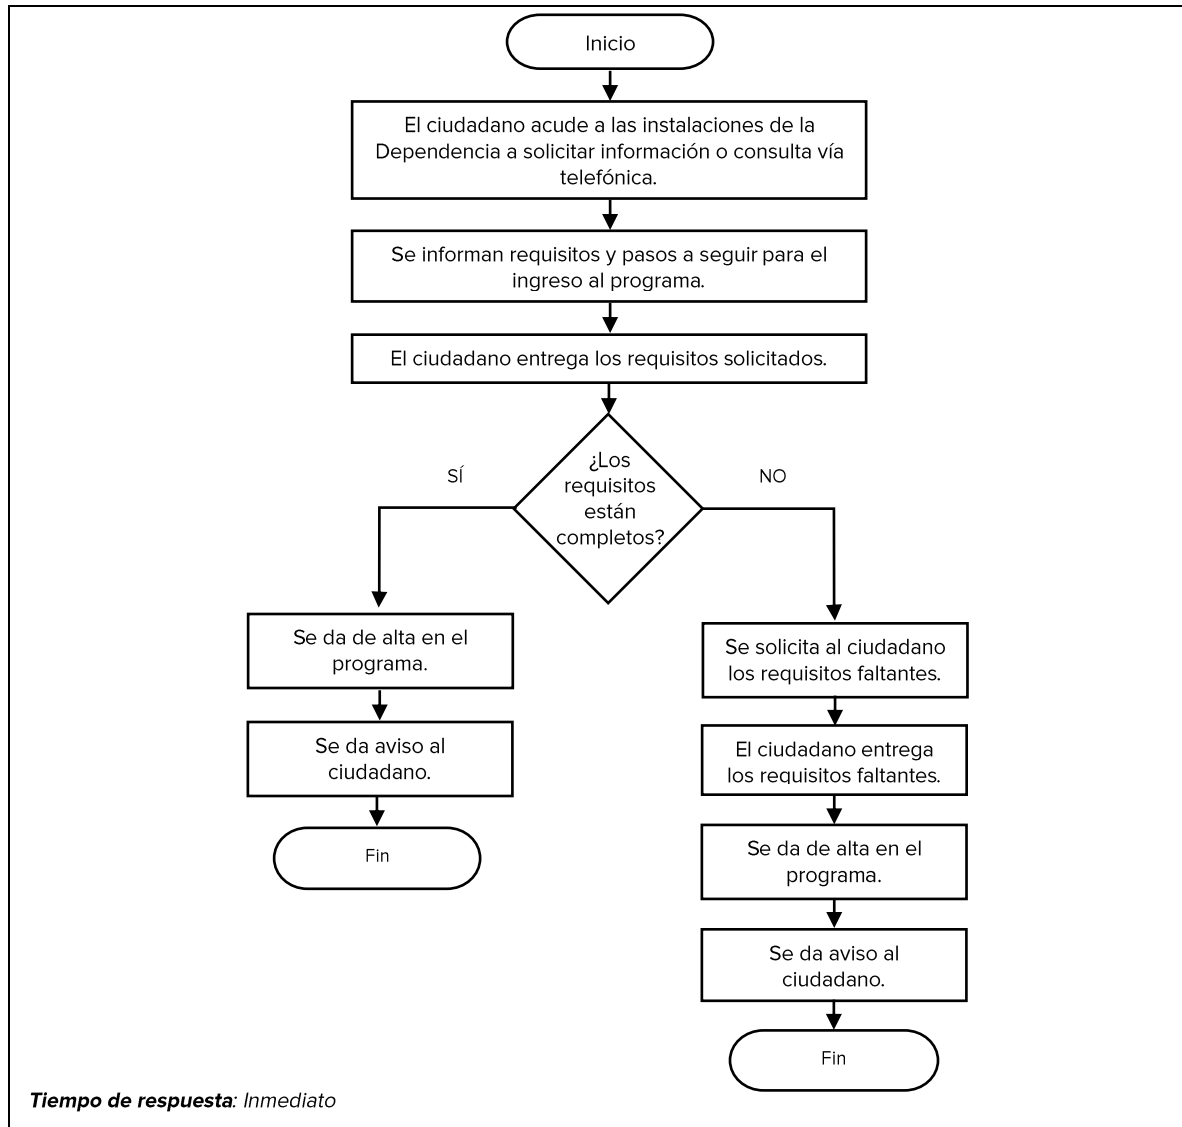 Inicio
El ciudadano acude a las instalaciones de la
Dependencia a solicitar información o consulta vía
telefónica.
Se informan requisitos y pasos a seguir para el
ingreso al programa.
El ciudadano entrega los requisitos solicitados.
¿Los
requisitos
están
completos?
SÍ
NO
Se da de alta en el
programa.
Se da aviso al
ciudadano.
Fin
Se solicita al ciudadano
los requisitos faltantes.
El ciudadano entrega
los requisitos faltantes.
Se da de alta en el
programa.
Se da aviso al
ciudadano.
Fin
Tiempo de respuesta: Inmediato